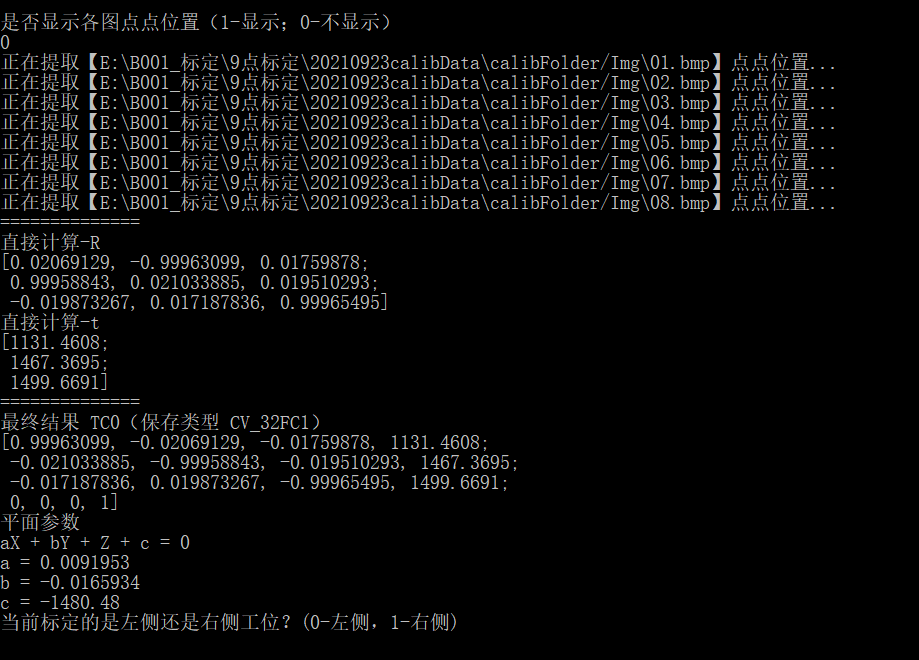 是否显示各图点点位置（1-显示；0-不显示）
0
正在提取【E:\B001_标定\9点标定\20210923calibData\calibFolder/Img\01.bmp】点点位置...
正在提取【E:\B001_标定\9点标定\20210923calibData\calibFolder/Img\02.bmp】点点位置...
正在提取【E:\B001_标定\9点标定\20210923calibData\calibFolder/Img\03.bmp】点点位置...
正在提取【E:\B001_标定\9点标定\20210923calibData\calibFolder/Img\04.bmp】点点位置...
正在提取【E:\B001_标定\9点标定\20210923calibData\calibFolder/Img\05.bmp】点点位置...
正在提取【E:\B001_标定\9点标定\20210923calibData\calibFolder/Img\06.bmp】点点位置...
正在提取【E:\B001_标定\9点标定\20210923calibData\calibFolder/Img\07.bmp】点点位置...
正在提取【E:\B001_标定\9点标定\20210923calibData\calibFolder/Img\08.bmp】点点位置...
==============
直接计算-R
[0.02069129, -0.99963099, 0.01759878;
 0.99958843, 0.021033885, 0.019510293;
 -0.019873267, 0.017187836, 0.99965495]
直接计算-t
[1131.4608;
 1467.3695;
 1499.6691]
==============
最终结果 TC0（保存类型 CV_32FC1）
[0.99963099, -0.02069129, -0.01759878, 1131.4608;
 -0.021033885, -0.99958843, -0.019510293, 1467.3695;
 -0.017187836, 0.019873267, -0.99965495, 1499.6691;
 0, 0, 0, 1]
平面参数
aX + bY + Z + c = 0
a = 0.0091953
b = -0.0165934
c = -1480.48
当前标定的是左侧还是右侧工位？(0-左侧，1-右侧)